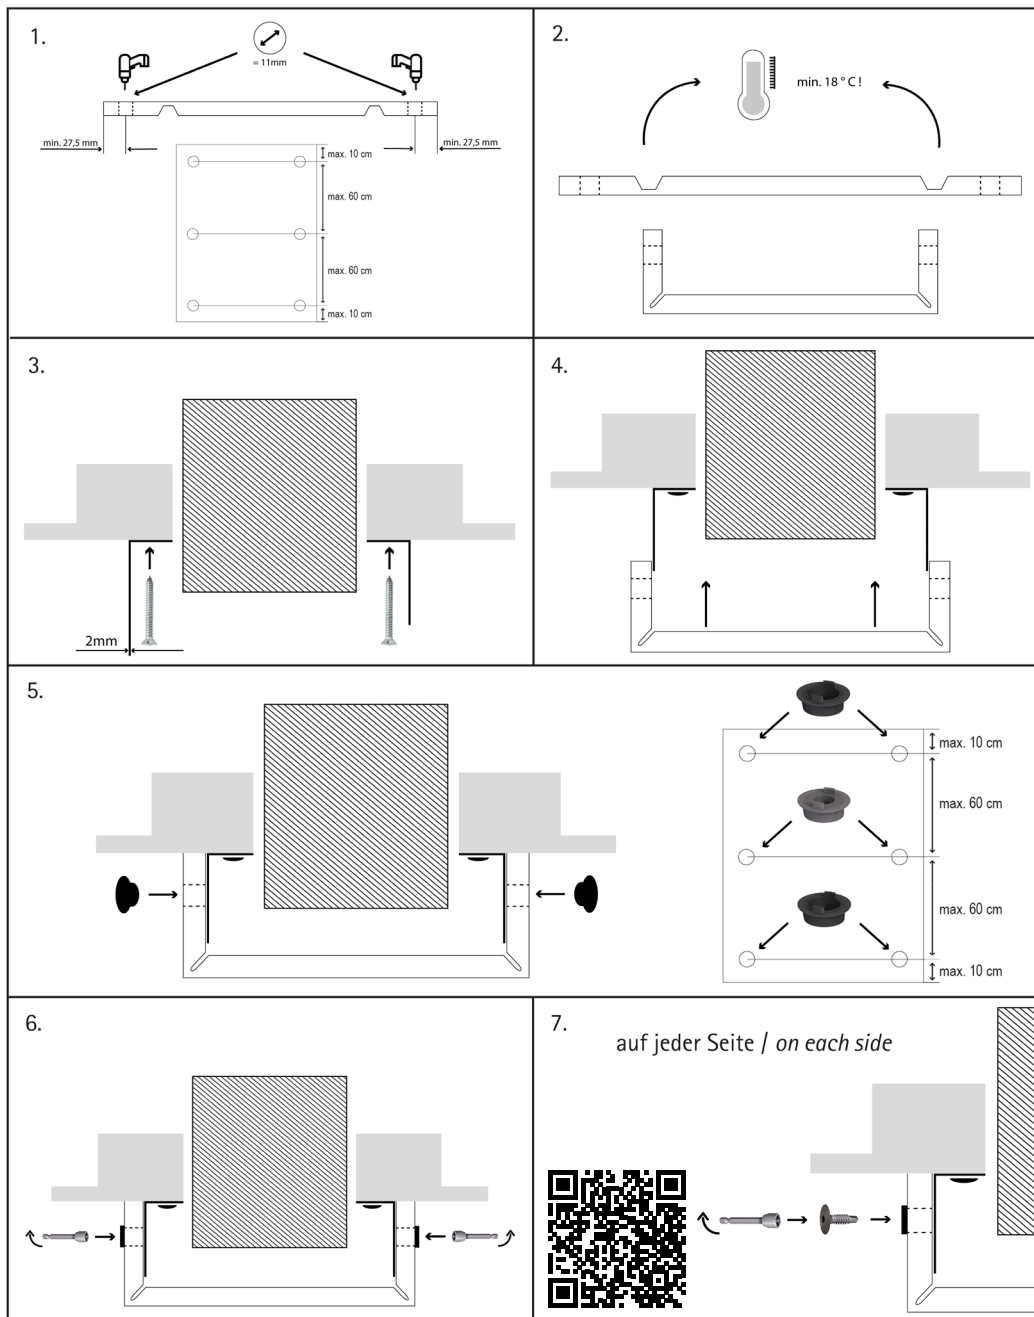 1.
= 11mm
min. 27,5 mm
min. 27,5 mm
max. 10 cm
max. 60 cm
max. 60 cm
max. 10 cm
2.
min. 18 ° C !
3.
2mm
4.
5.
max. 10 cm
max. 60 cm
max. 60 cm
max. 10 cm
6.
7.
auf jeder Seite / on each side